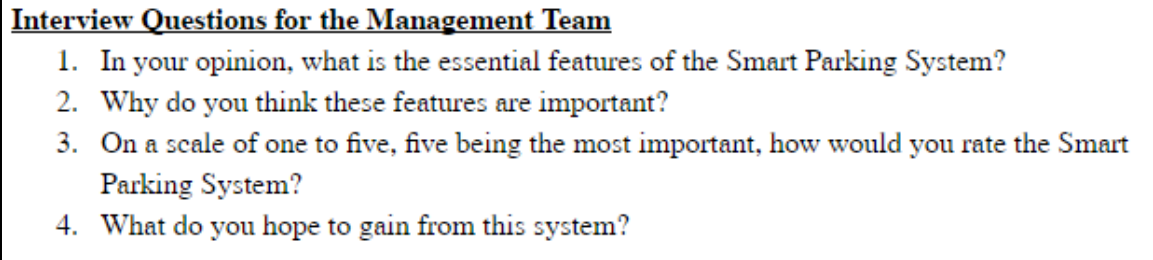 Interview Questions for the Management Team
1. In your opinion, what is the essential features of the Smart Parking System?
2. Why do you think these features are important?
3. On a scale of one to five, five being the most important, how would you rate the Smart
Parking System?
4. What do you hope to gain from this system?